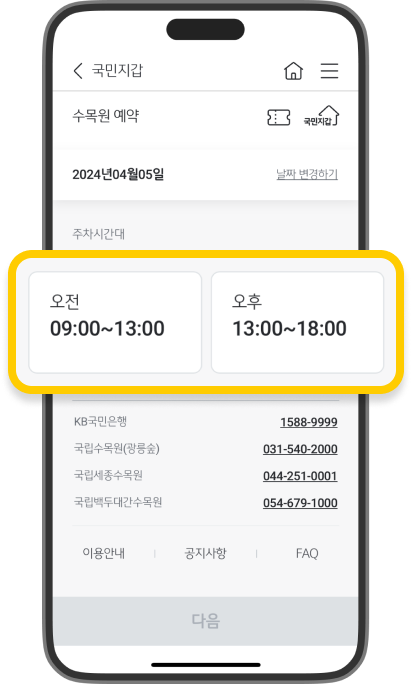 국민지갑
수목원 예약
국민지갑
2024년04월05일 날짜 변경하기
주차시간대
오전 오후
09:00~13:00 13:00~18:00
KB국민은행 1588-9999
국립수목원(광릉숲) 031-540-2000
국립세종수목원 044-251-0001
국립백두대간수목원 054-679-1000
이용안내 공지사항 FAQ
다음